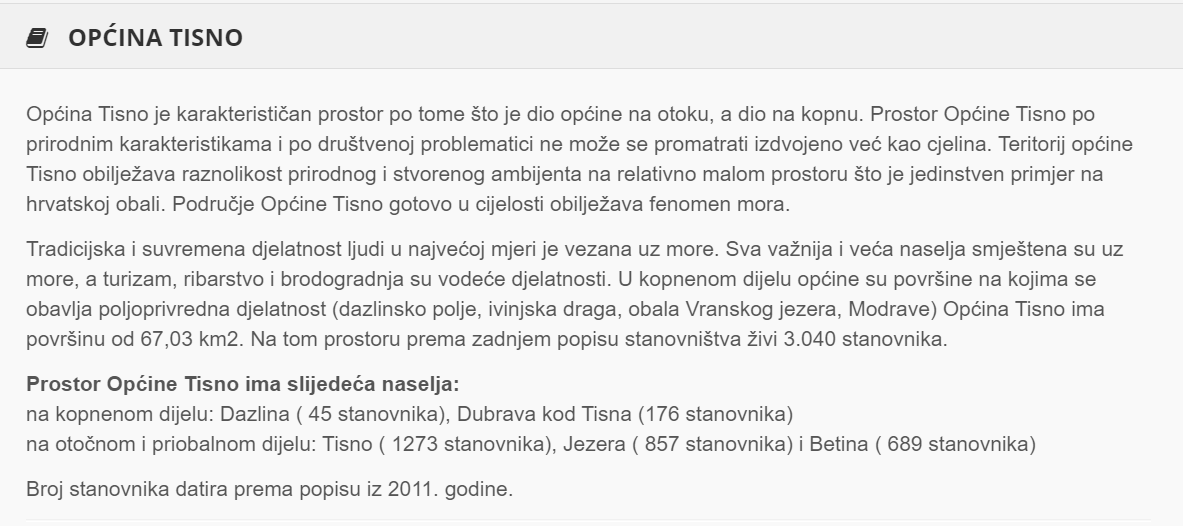 OPĆINA TISNO
Općina Tisno je karakterističan prostor po tome što je dio općine na otoku, a dio na kopnu. Prostor Općine Tisno po
prirodnim karakteristikama i po društvenoj problematici ne može se promatrati izdvojeno već kao cjelina. Teritorij općine
Tisno obilježava raznolikost prirodnog i stvorenog ambijenta na relativno malom prostoru što je jedinstven primjer na
hrvatskoj obali. Područje Općine Tisno gotovo u cijelosti obilježava fenomen mora.
Tradicijska i suvremena djelatnost ljudi u najvećoj mjeri je vezana uz more. Sva važnija i veća naselja smještena su uz
more, a turizam, ribarstvo i brodogradnja su vodeće djelatnosti. U kopnenom dijelu općine su površine na kojima se
obavlja poljoprivredna djelatnost (dazlinsko polje, ivinjska draga, obala Vranskog jezera, Modrave) Općina Tisno ima
površinu od 67,03 km2. Na tom prostoru prema zadnjem popisu stanovništva živi 3.040 stanovnika.
Prostor Općine Tisno ima slijedeća naselja:
na kopnenom dijelu: Dazlina ( 45 stanovnika), Dubrava kod Tisna (176 stanovnika)
na otočnom i priobalnom dijelu: Tisno ( 1273 stanovnika), Jezera ( 857 stanovnika) i Betina ( 689 stanovnika)
Broj stanovnika datira prema popisu iz 2011. godine.